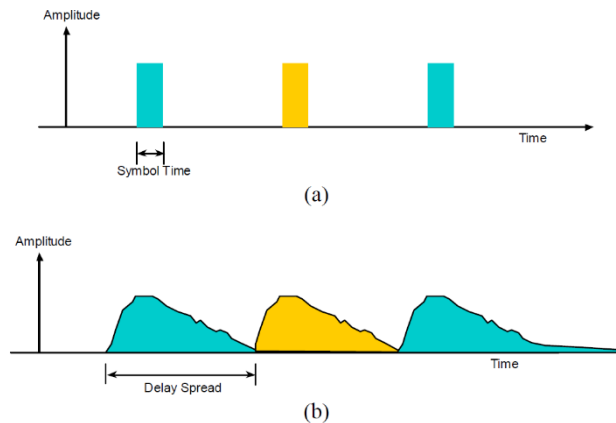 Amplitude
Time
Symbol Time
(a)
Amplitude
Time
Delay Spread
(b)